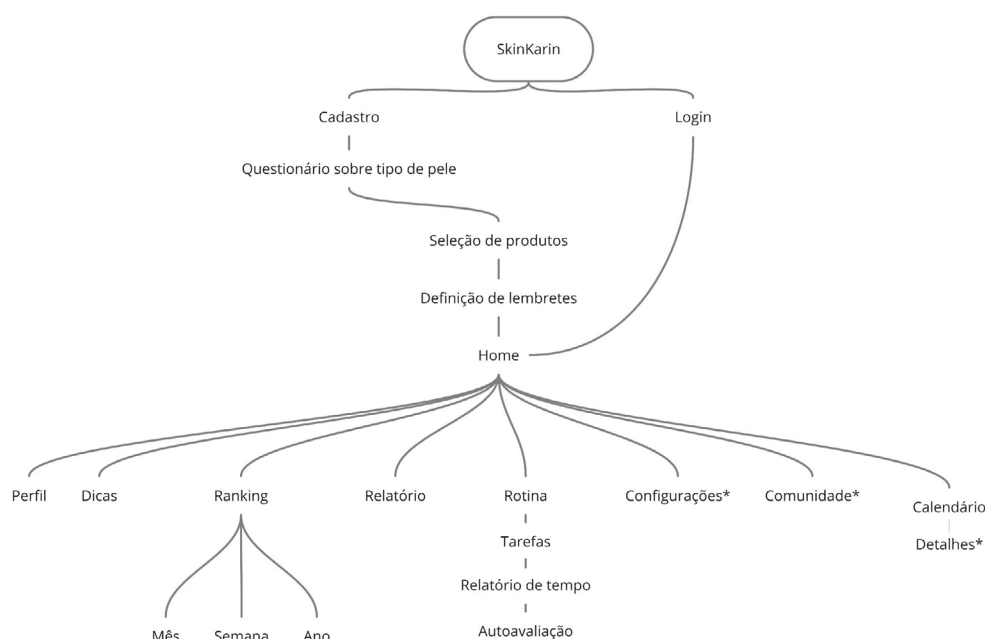 SkinKarin
Cadastro
Login
Questionário sobre tipo de pele
Seleção de produtos
Definição de lembretes
Home
Perfil
Dicas
Ranking
Relatório
Rotina
Configurações*
Comunidade*
Calendário
Tarefas
Detalhes*
Relatório de tempo
Mês
Semana
Ano
Autoavaliação